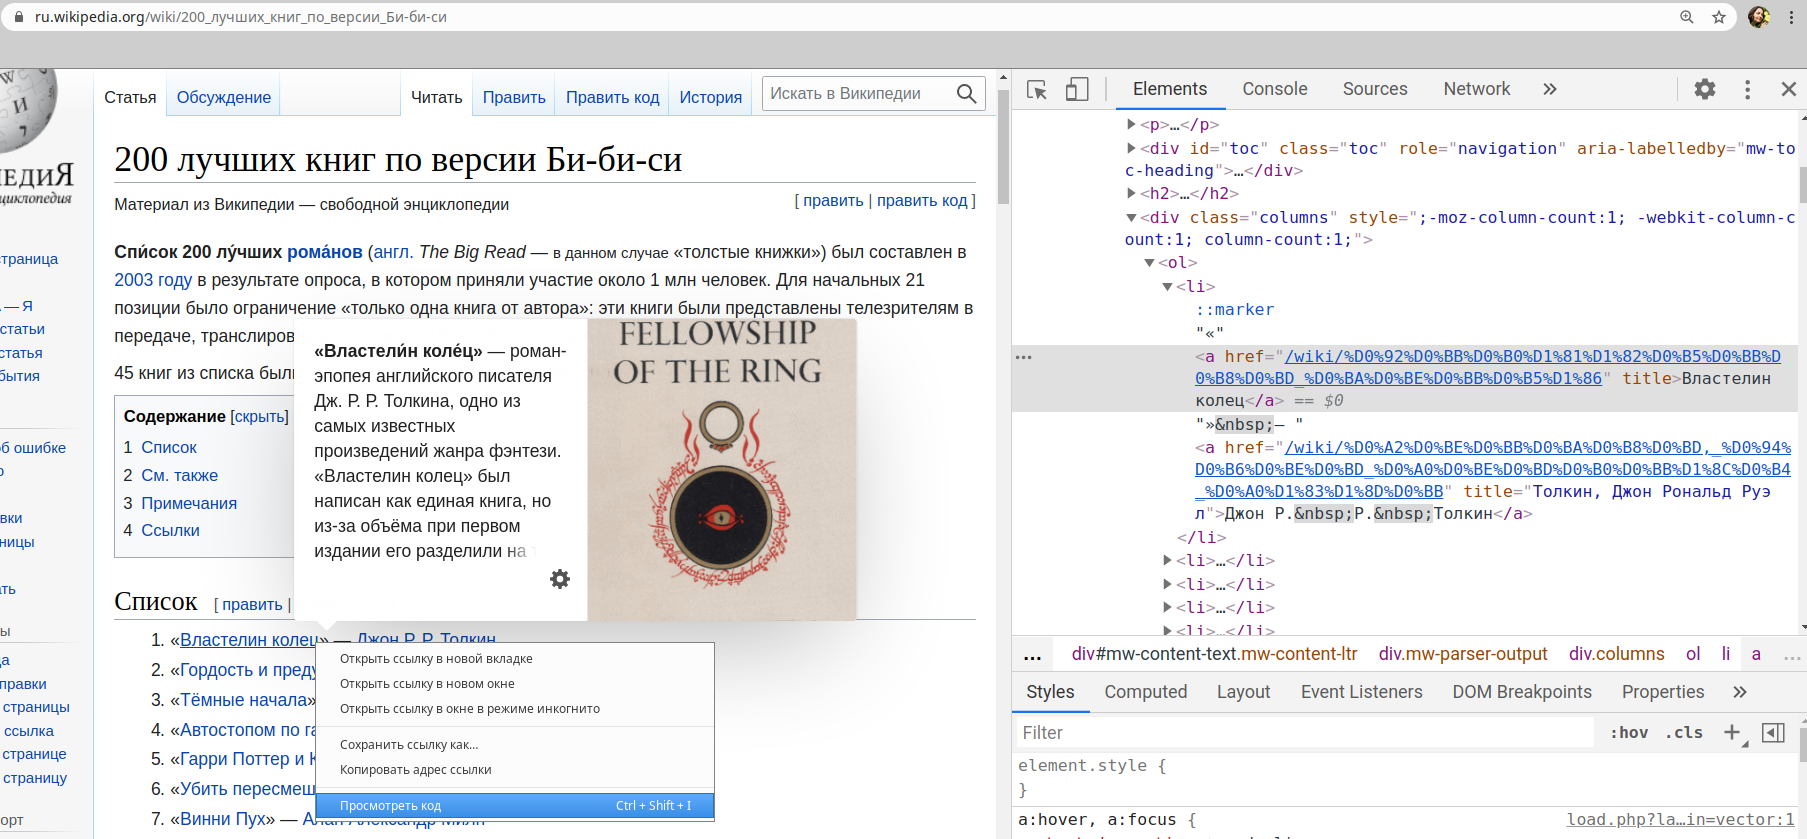 ru.wikipedia.org/wiki/200_лучших_книг_по_версии_Би-би-си
ЕДИЯ
циклопедия
страница
— Я
статьи
статья
бытия
об ошибке
вки
ницы
ать
ы
да
правки
страницы
ссылка
странице
страницу
орт
Статья
Обсуждение
Читать
Править
Править код
История
Искать в Википедии
200 лучших книг по версии Би-би-си
Материал из Википедии — свободной энциклопедии
[ править | править код ]
Спи́сок 200 лу́чших рома́нов (англ. The Big Read — в данном случае «толстые книжки») был составлен в
2003 году в результате опроса, в котором приняли участие около 1 млн человек. Для начальных 21
позиции было ограничение «только одна книга от автора»: эти книги были представлены телезрителям в
передаче, транслиров
45 книг из списка был
Содержание [скрыть]
1 Список
2 См. также
3 Примечания
4 Ссылки
«Властели́н коле́ц» — роман-
эпопея английского писателя
Дж. Р. Р. Толкина, одно из
самых известных
произведений жанра фэнтези.
«Властелин колец» был
написан как единая книга, но
из-за объёма при первом
издании его разделили на т
FELLOWSHIP
OF THE RING
Список [ править |
1. «Властелин колец» — Джон Р. Р. Толкин
2. «Гордость и преду
3. «Тёмные начала»
4. «Автостопом по га
5. «Гарри Поттер и К
6. «Убить пересмеш
7. «Винни Пух» — Алан Александр Милн
Открыть ссылку в новой вкладке
Открыть ссылку в новом окне
Открыть ссылку в окне в режиме инкогнито
Сохранить ссылку как...
Копировать адрес ссылки
Просмотреть код Ctrl + Shift + I
Elements
Console
Sources
Network
»
<p>…</p>
<div id="toc" class="toc" role="navigation" aria-labelledby="mw-to
c-heading">…</div>
<h2>…</h2>
<div class="columns" style=";-moz-column-count:1; -webkit-column-c
ount:1; column-count:1;">
<ol>
<li>
::marker
"«"
<a href="/wiki/%D0%92%D0%BB%D0%B0%D1%81%D1%82%D0%B5%D0%BB%D
0%B8%D0%BD_%D0%BA%D0%BE%D0%BB%D0%B5%D1%86" title>Властелин
колец</a> == $0
"»&nbsp;— "
<a href="/wiki/%D0%A2%D0%BE%D0%BB%D0%BA%D0%B8%D0%BD,_%D0%94%
D0%B6%D0%BE%D0%BD_%D0%A0%D0%BE%D0%BD%D0%B0%D0%BB%D1%8C%D0%B4
_%D0%A0%D1%83%D1%8D%D0%BB" title="Толкин, Джон Рональд Руэ
л">Джон Р.&nbsp;Р.&nbsp;Толкин</a>
</li>
<li>…</li>
<li>…</li>
<li>…</li>
<li>…</li>
... div#mw-content-text.mw-content-ltr div.mw-parser-output div.columns ol li a ...
Styles
Computed
Layout
Event Listeners
DOM Breakpoints
Properties
»
Filter
:hov .cls +
element.style {
}
a:hover, a:focus {
load.php?la…in=vector:1